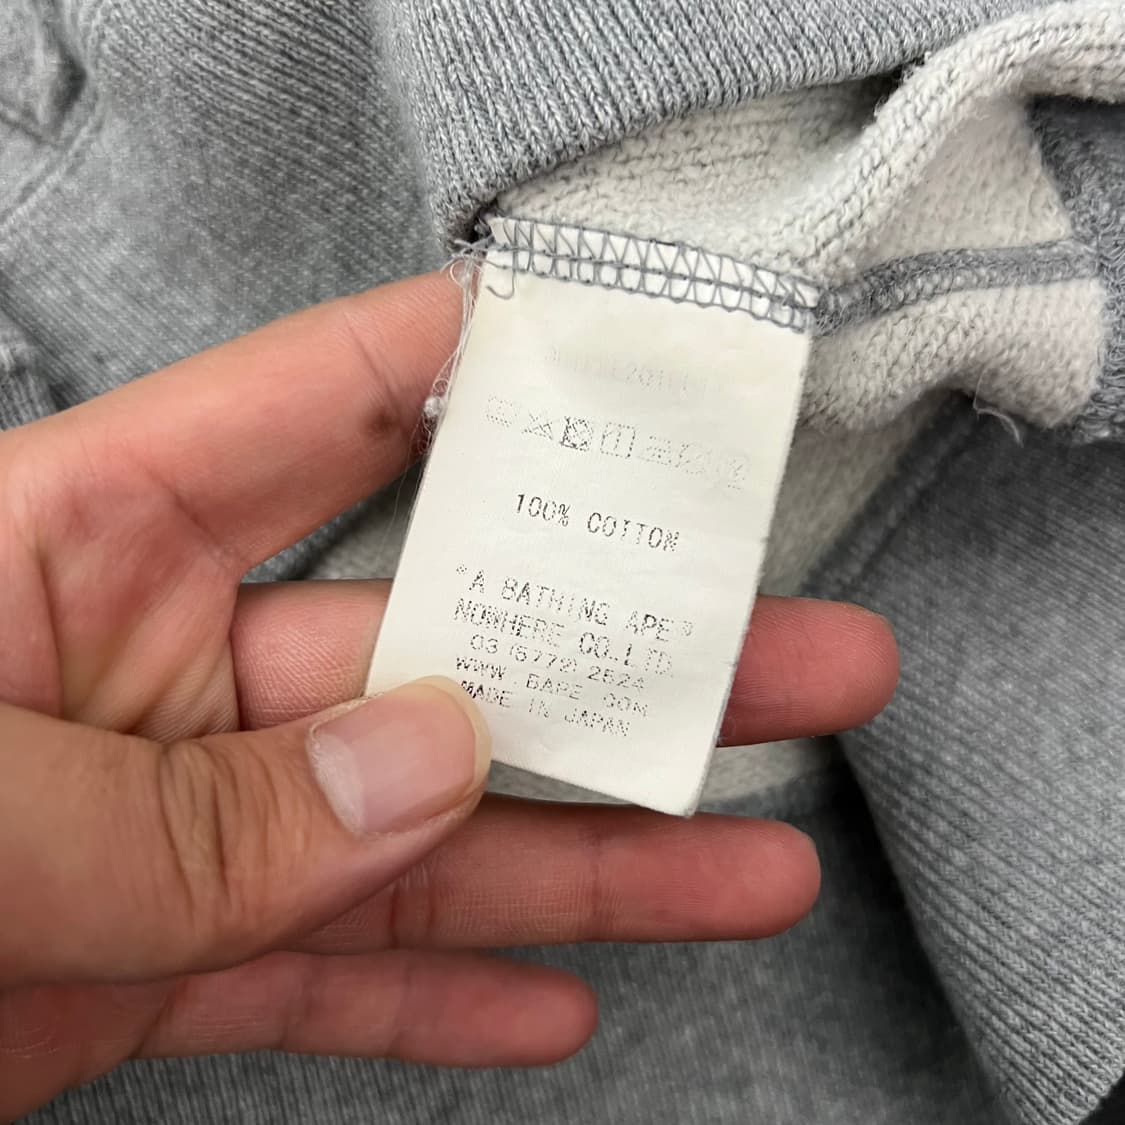 100% COTTON
*A BATHING APE®
NOWHERE CO.LTD.
03 (5772) 2524
WWW BAPE COM
MADE IN JAPAN